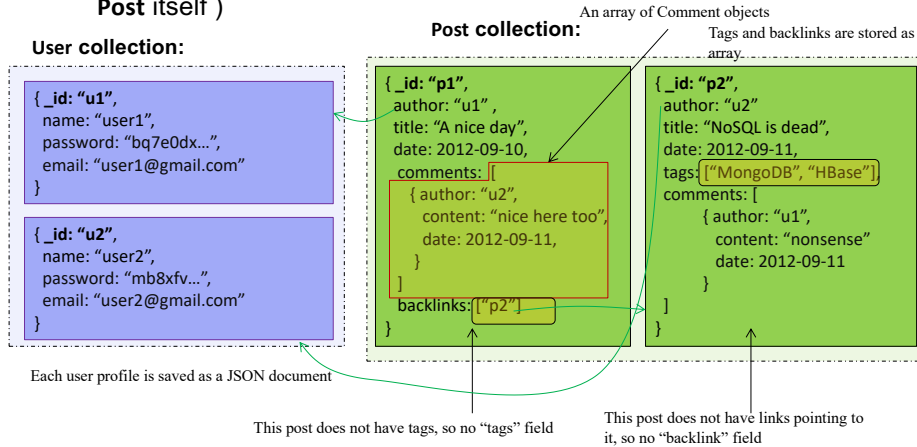 Post itself )
User collection:
{ _id: “u1”,
name: “user1”,
password: “bq7e0dx…”,
email: “user1@gmail.com”
}
{ _id: “u2”,
name: “user2”,
password: “mb8xfv…”,
email: “user2@gmail.com”
}
Each user profile is saved as a JSON document
Post collection:
An array of Comment objects
Tags and backlinks are stored as
array
{ _id: “p1”,
author: “u1” ,
title: “A nice day”,
date: 2012-09-10,
comments: [
{ author: “u2”,
content: “nice here too”,
date: 2012-09-11,
}
]
backlinks: [“p2”]
}
{ _id: “p2”,
author: “u2”
title: “NoSQL is dead”,
date: 2012-09-11,
tags: [“MongoDB”, “HBase”],
comments: [
{ author: “u1”,
content: “nonsense”
date: 2012-09-11
}
]
}
This post does not have tags, so no “tags” field
This post does not have links pointing to
it, so no “backlink” field